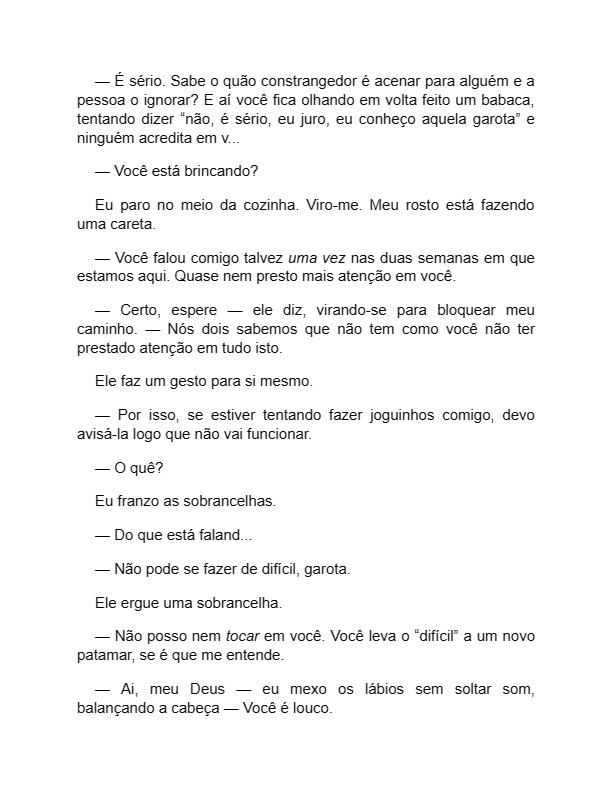 — É sério. Sabe o quão constrangedor é acenar para alguém e a
pessoa o ignorar? E aí você fica olhando em volta feito um babaca,
tentando dizer “não, é sério, eu juro, eu conheço aquela garota” e
ninguém acredita em v...
— Você está brincando?
Eu paro no meio da cozinha. Viro-me. Meu rosto está fazendo
uma careta.
— Você falou comigo talvez uma vez nas duas semanas em que
estamos aqui. Quase nem presto mais atenção em você.
— Certo, espere — ele diz, virando-se para bloquear meu
caminho. — Nós dois sabemos que não tem como você não ter
prestado atenção em tudo isto.
Ele faz um gesto para si mesmo.
— Por isso, se estiver tentando fazer joguinhos comigo, devo
avisá-la logo que não vai funcionar.
— O quê?
Eu franzo as sobrancelhas.
— Do que está faland...
— Não pode se fazer de difícil, garota.
Ele ergue uma sobrancelha.
— Não posso nem tocar em você. Você leva o “difícil” a um novo
patamar, se é que me entende.
— Ai, meu Deus — eu mexo os lábios sem soltar som,
balançando a cabeça — Você é louco.